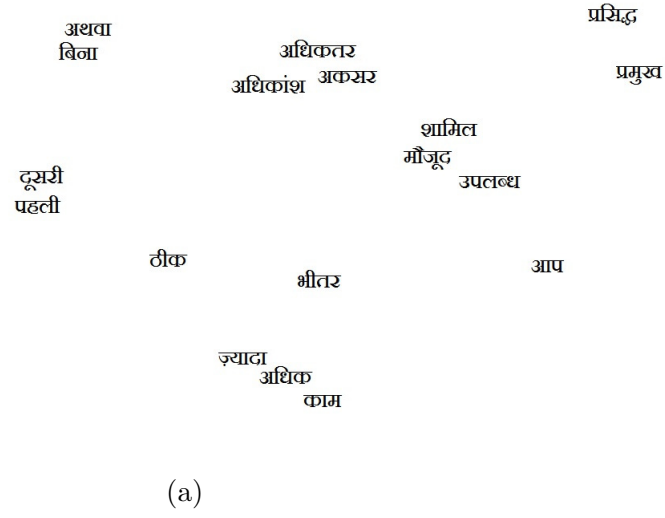 प्रसिद्ध
अथवा
बिना
अधिकतर
अकसर
प्रमुख
अधिकांश
शामिल
मौजूद
दूसरी
उपलब्ध
पहली
ठीक
आप
भीतर
ज़्यादा
अधिक
काम
(a)